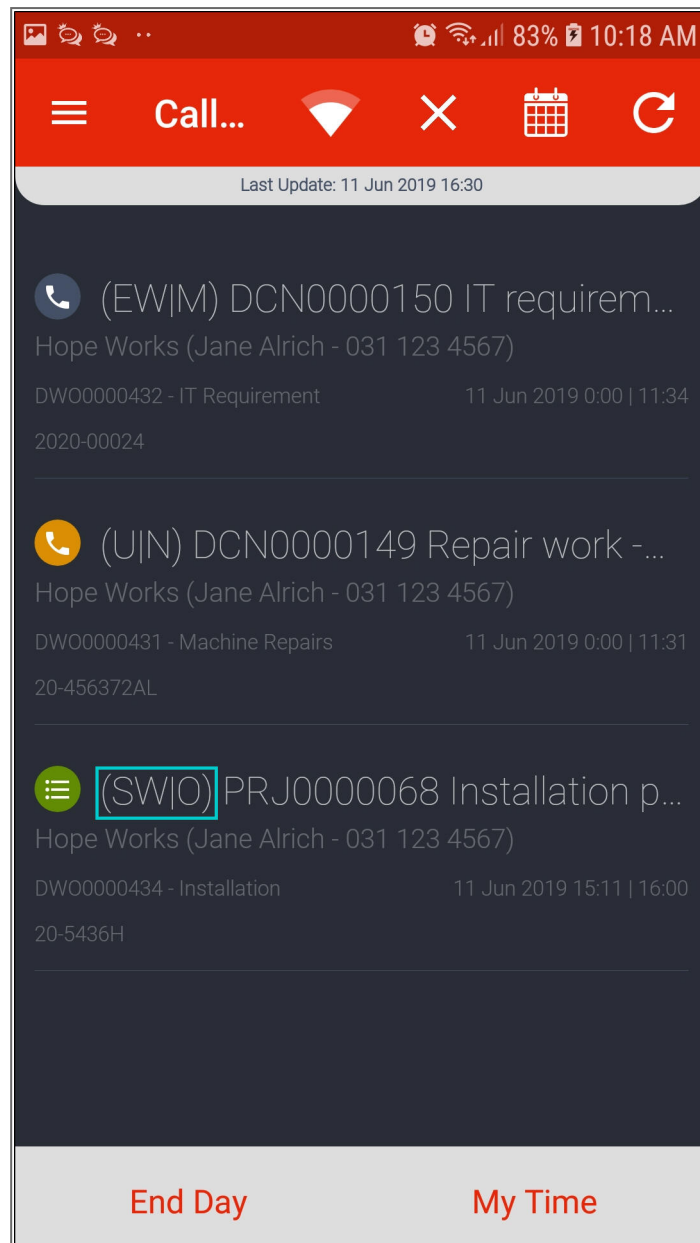 83% 10:18 AM
Call...
Last Update: 11 Jun 2019 16:30
(EW|M) DCN0000150 IT requirem...
Hope Works (Jane Alrich - 031 123 4567)
DWO0000432 - IT Requirement 11 Jun 2019 0:00 | 11:34
2020-00024
(U|N) DCN0000149 Repair work -...
Hope Works (Jane Alrich - 031 123 4567)
DWO0000431 - Machine Repairs 11 Jun 2019 0:00 | 11:31
20-456372AL
(SW|O) PRJ0000068 Installation p...
Hope Works (Jane Alrich - 031 123 4567)
DWO0000434 - Installation 11 Jun 2019 15:11 | 16:00
20-5436H
End Day My Time